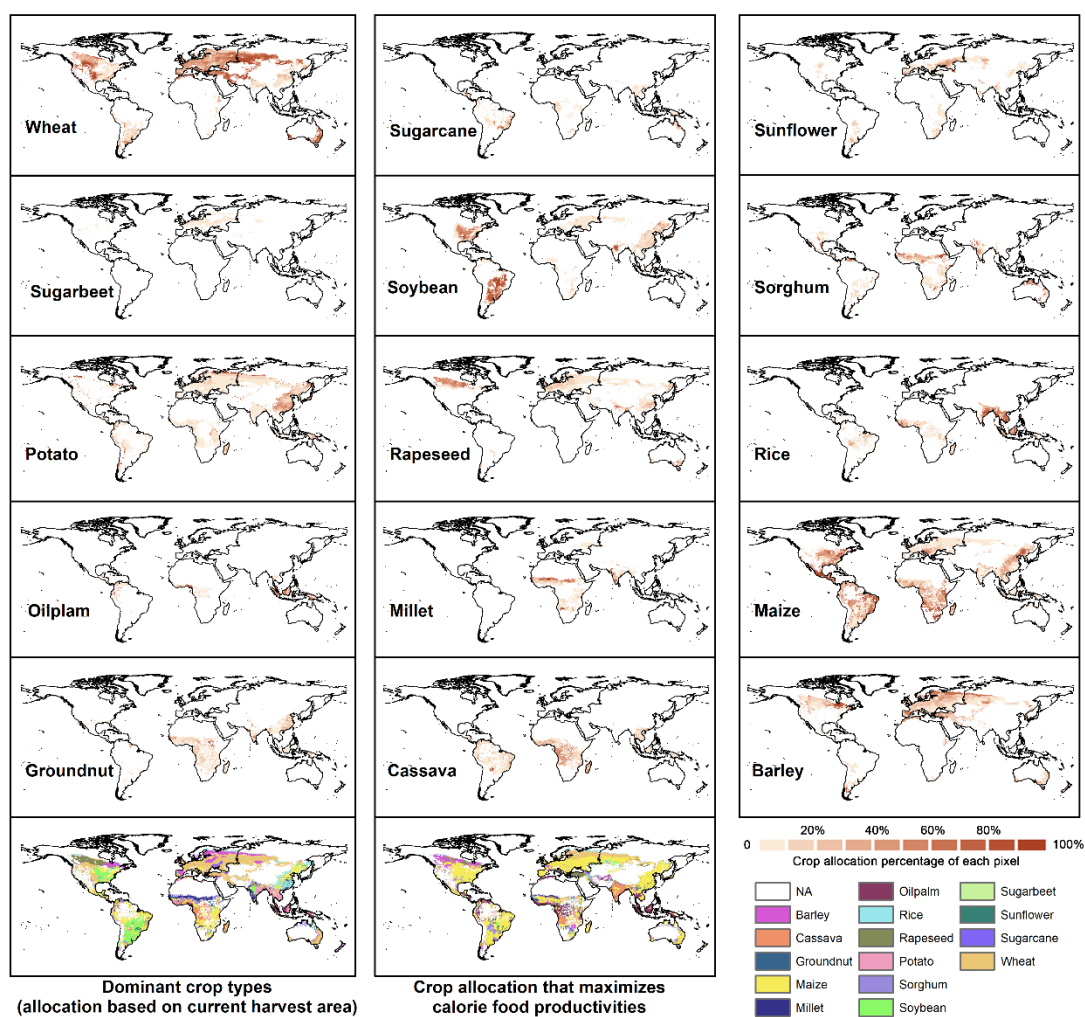 Wheat
Sugarcane
Sunflower
Sugarbeet
Soybean
Sorghum
Potato
Rapeseed
Rice
Oilplam
Millet
Maize
Groundnut
Cassava
Barley
Dominant crop types
(allocation based on current harvest area)
Crop allocation that maximizes
calorie food productivities
0 20% 40% 60% 80% 100%
Crop allocation percentage of each pixel
NA
Barley
Cassava
Groundnut
Maize
Millet
Oilpalm
Rice
Rapeseed
Potato
Sorghum
Soybean
Sugarbeet
Sunflower
Sugarcane
Wheat